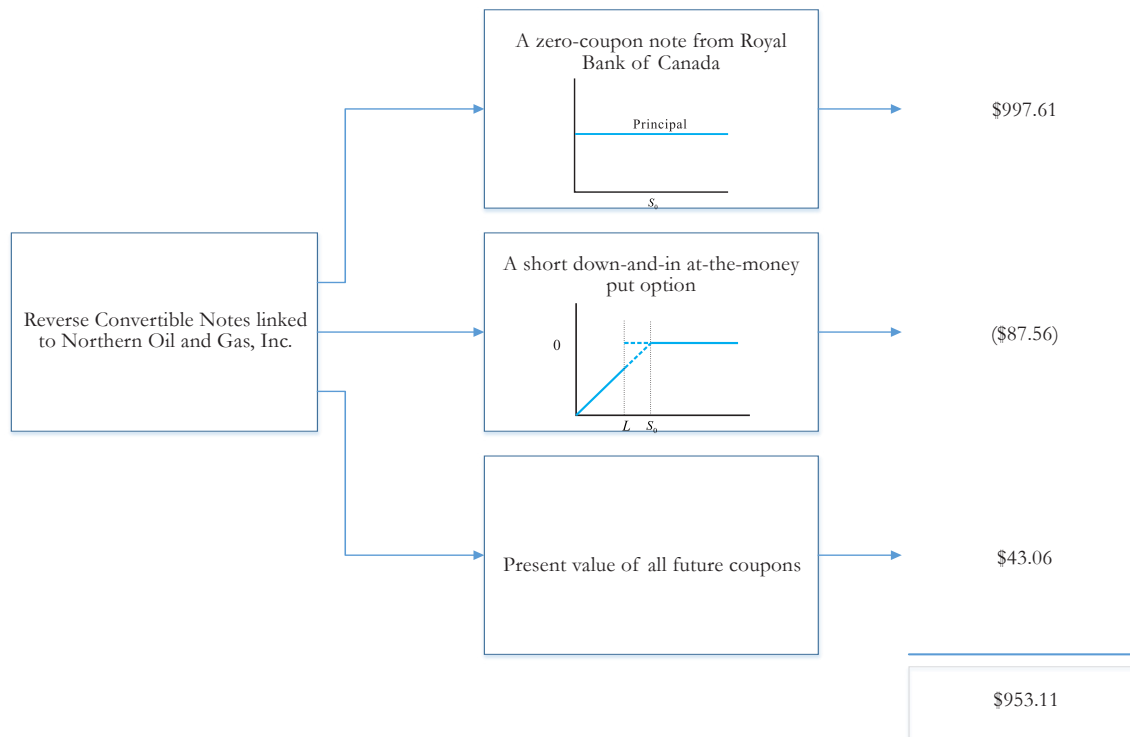 A zero-coupon note from Royal
Bank of Canada
Principal
S₀
$997.61
Reverse Convertible Notes linked
to Northern Oil and Gas, Inc.
A short down-and-in at-the-money
put option
0
L S₀
($87.56)
Present value of all future coupons
$43.06
$953.11